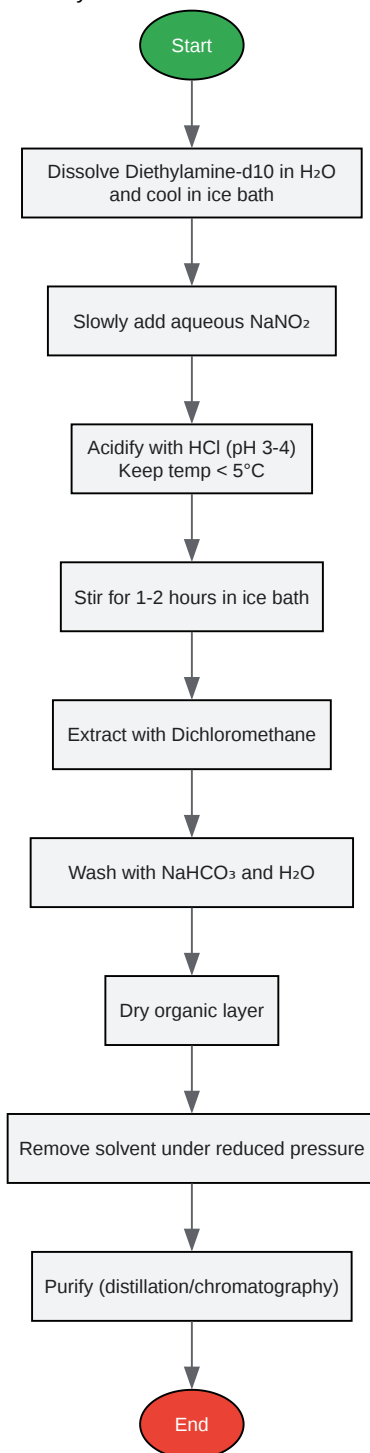 Start
Dissolve Diethylamine-d10 in H₂O
and cool in ice bath
Slowly add aqueous NaNO₂
Acidify with HCl (pH 3-4)
Keep temp < 5°C
Stir for 1-2 hours in ice bath
Extract with Dichloromethane
Wash with NaHCO₃ and H₂O
Dry organic layer
Remove solvent under reduced pressure
Purify (distillation/chromatography)
End